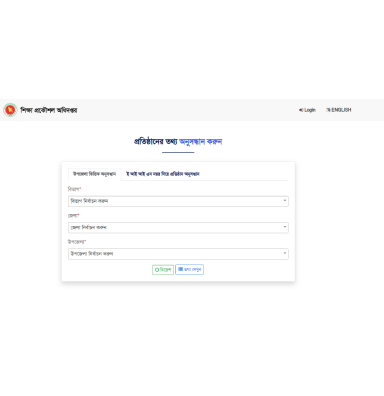 শিক্ষা প্রকৌশল অধিদপ্তর
Login
ENGLISH
প্রতিষ্ঠানের তথ্য অনুসন্ধান করুন
উপজেলা ভিত্তিক অনুসন্ধান
ই আই আই এন নম্বর দিয়ে প্রতিষ্ঠান অনুসন্ধান
বিভাগ*
বিভাগ নির্বাচন করুন
জেলা*
জেলা নির্বাচন করুন
উপজেলা*
উপজেলা নির্বাচন করুন
রিফ্রেশ
তথ্য দেখুন